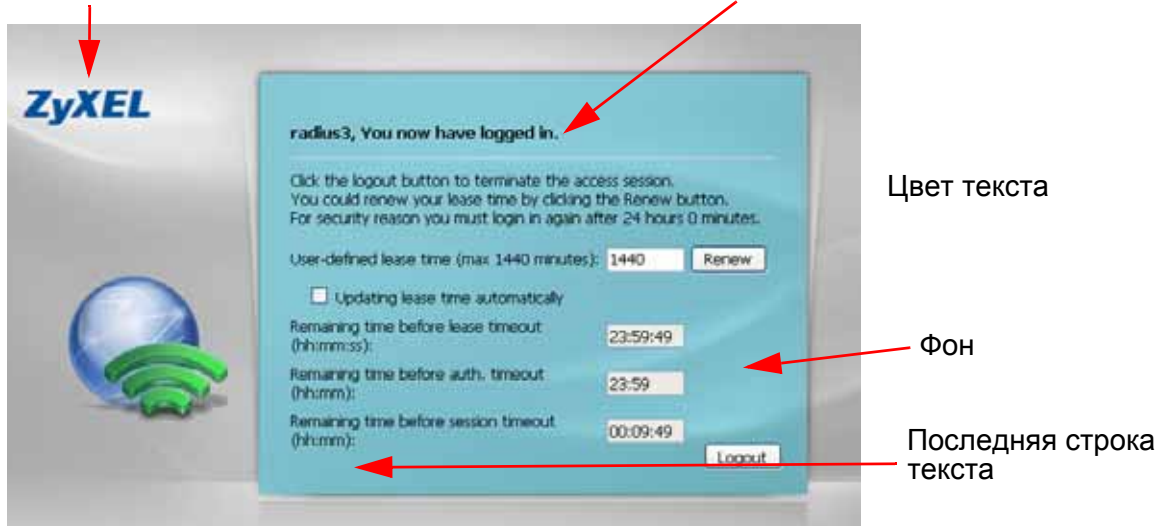 ZyXEL
radius3, You now have logged in.
Click the logout button to terminate the access session.
You could renew your lease time by clicking the Renew button.
For security reason you must login in again after 24 hours 0 minutes.
Цвет текста
User-defined lease time (max 1440 minutes): 1440 Renew
Updating lease time automatically
Remaining time before lease timeout
(hh:mm:ss):
23:59:49
Фон
Remaining time before auth. timeout
(hh:mm):
23:59
Remaining time before session timeout
(hh:mm):
00:09:49
Logout
Последняя строка
текста